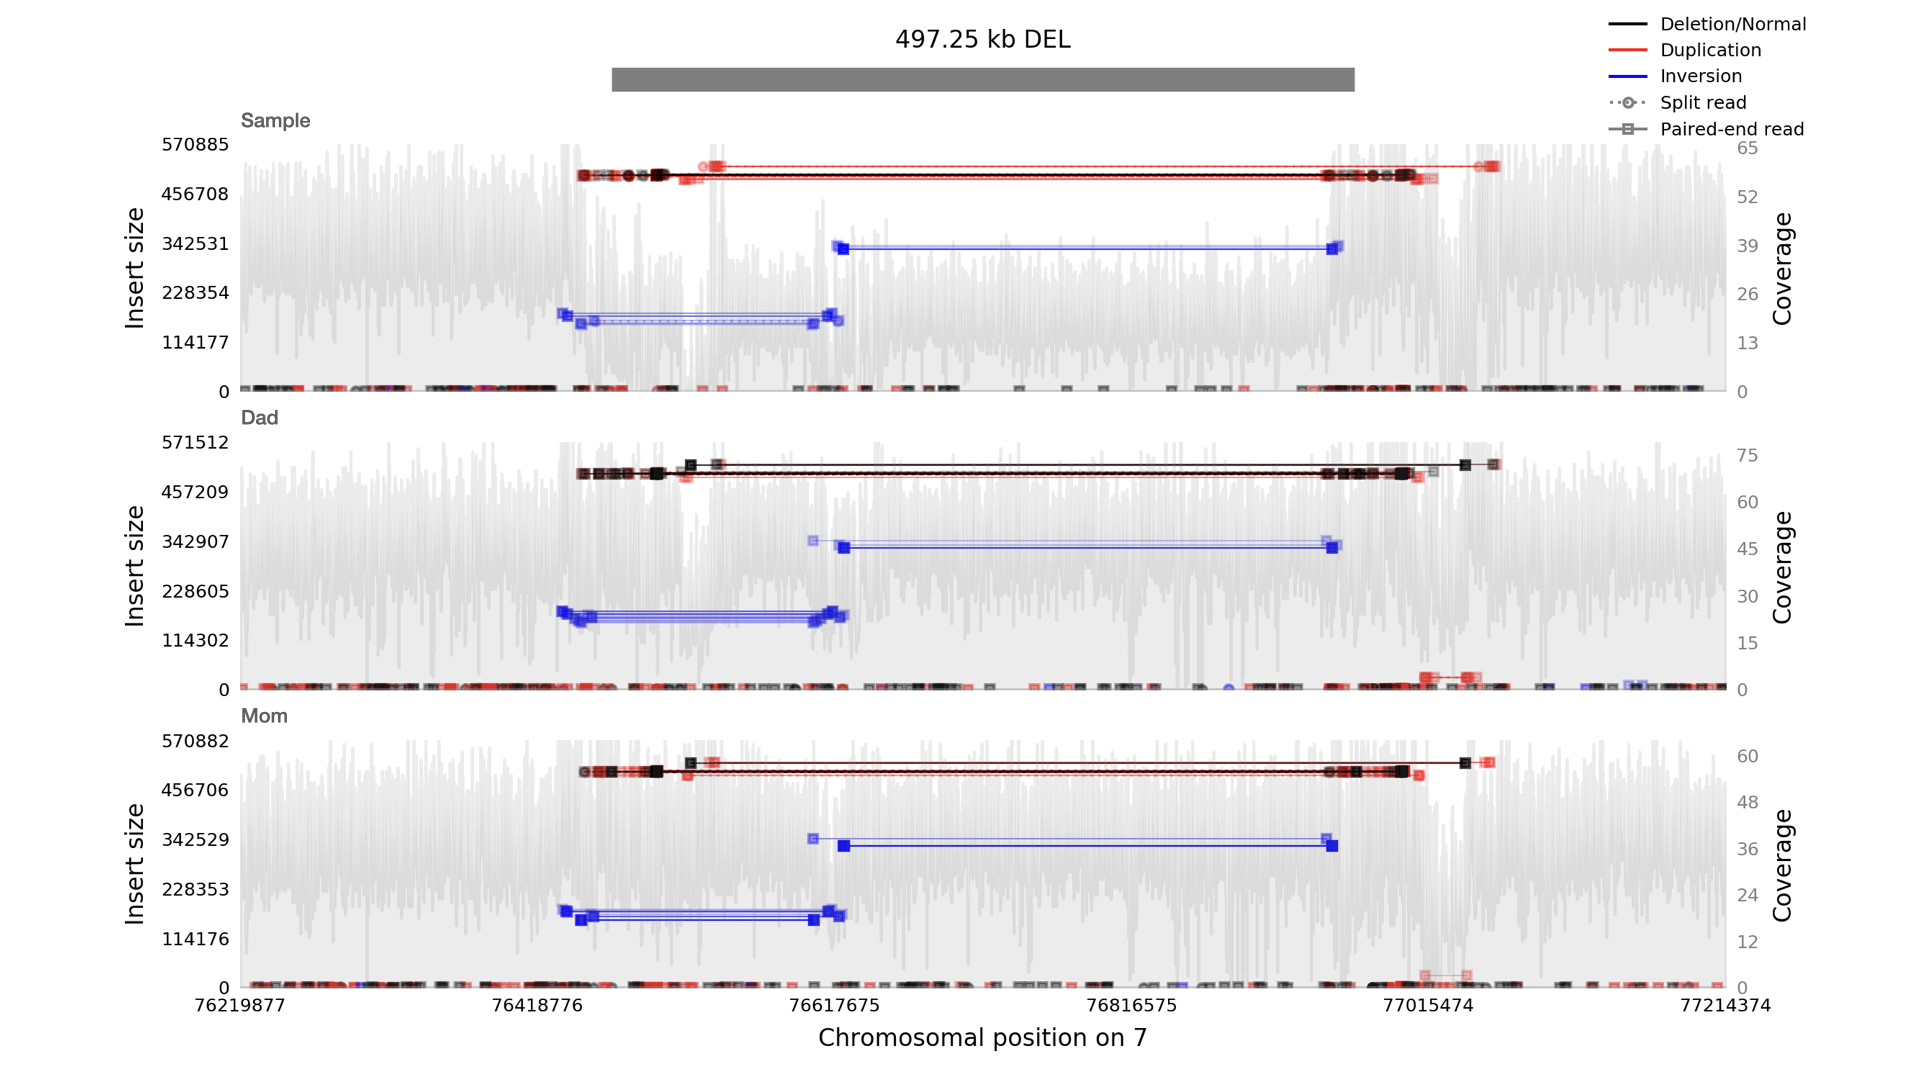 497.25 kb DEL
Deletion/Normal
Duplication
Inversion
Split read
Paired-end read
Sample
570885
456708
342531
228354
114177
0
Insert size
65
52
39
26
13
0
Coverage
Dad
571512
457209
342907
228605
114302
0
Insert size
75
60
45
30
15
0
Coverage
Mom
570882
456706
342529
228353
114176
0
Insert size
60
48
36
24
12
0
Coverage
76219877 76418776 76617675 76816575 77015474 77214374
Chromosomal position on 7